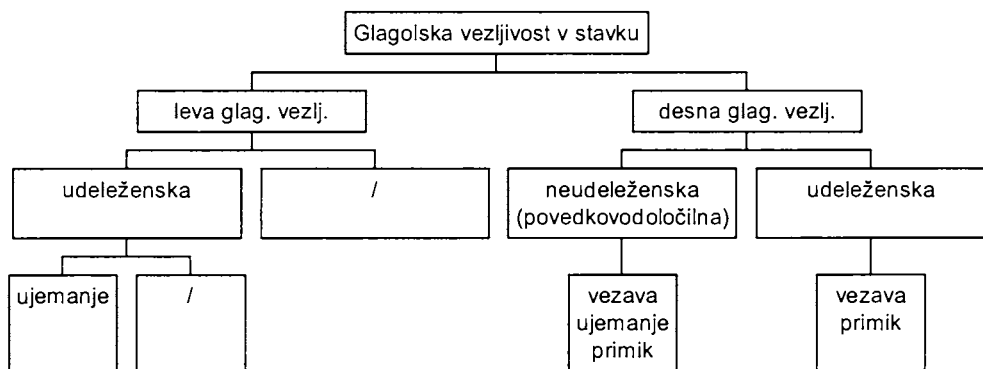 Glagolska vezljivost v stavku
leva glag. vezlj.
desna glag. vezlj.
udeleženska
/
neudeleženska
(povedkovodoločilna)
udeleženska
ujemanje
/
vezava
ujemanje
primik
vezava
primik